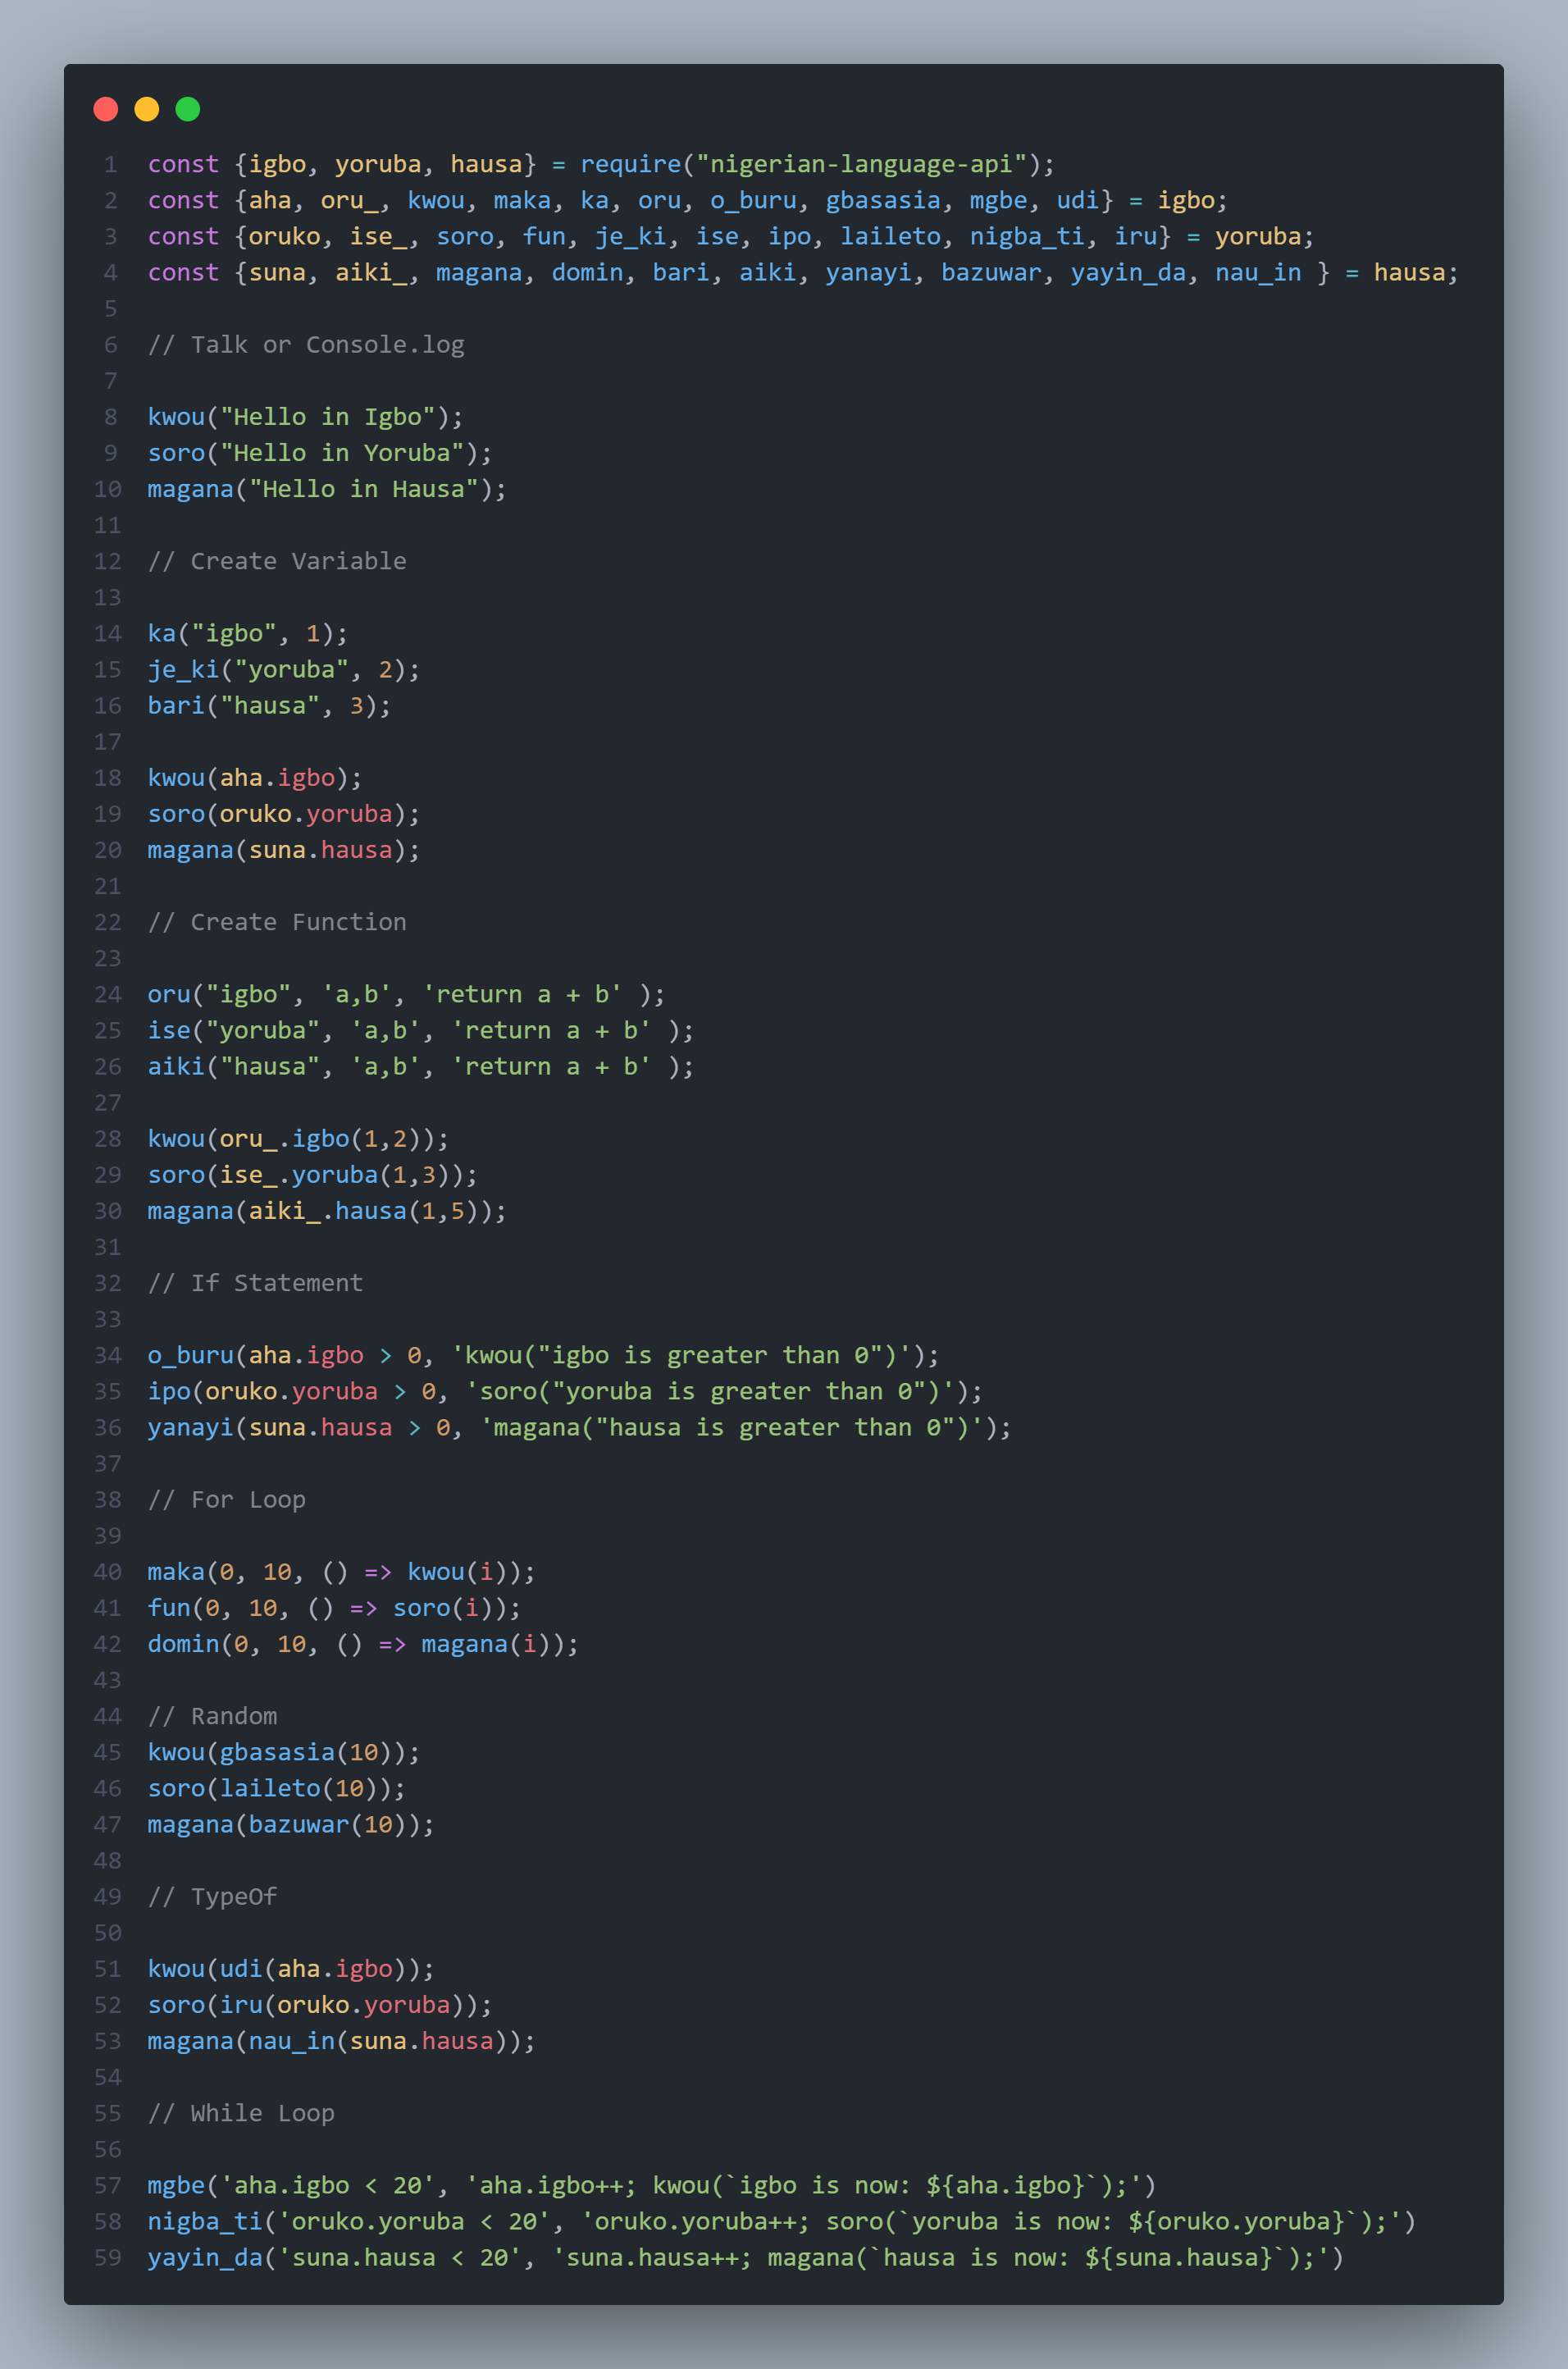 1 const {igbo, yoruba, hausa} = require("nigerian-language-api");
2 const {aha, oru_, kwou, maka, ka, oru, o_buru, gbasasia, mgbe, udi} = igbo;
3 const {oruko, ise_, soro, fun, je_ki, ise, ipo, laileto, nigba_ti, iru} = yoruba;
4 const {suna, aiki_, magana, domin, bari, aiki, yanayi, bazuwar, yayin_da, nau_in } = hausa;
5
6 // Talk or Console.log
7
8 kwou("Hello in Igbo");
9 soro("Hello in Yoruba");
10 magana("Hello in Hausa");
11
12 // Create Variable
13
14 ka("igbo", 1);
15 je_ki("yoruba", 2);
16 bari("hausa", 3);
17
18 kwou(aha.igbo);
19 soro(oruko.yoruba);
20 magana(suna.hausa);
21
22 // Create Function
23
24 oru("igbo", 'a,b', 'return a + b' );
25 ise("yoruba", 'a,b', 'return a + b' );
26 aiki("hausa", 'a,b', 'return a + b' );
27
28 kwou(oru_.igbo(1,2));
29 soro(ise_.yoruba(1,3));
30 magana(aiki_.hausa(1,5));
31
32 // If Statement
33
34 o_buru(aha.igbo > 0, 'kwou("igbo is greater than 0")');
35 ipo(oruko.yoruba > 0, 'soro("yoruba is greater than 0")');
36 yanayi(suna.hausa > 0, 'magana("hausa is greater than 0")');
37
38 // For Loop
39
40 maka(0, 10, () => kwou(i));
41 fun(0, 10, () => soro(i));
42 domin(0, 10, () => magana(i));
43
44 // Random
45 kwou(gbasasia(10));
46 soro(laileto(10));
47 magana(bazuwar(10));
48
49 // TypeOf
50
51 kwou(udi(aha.igbo));
52 soro(iru(oruko.yoruba));
53 magana(nau_in(suna.hausa));
54
55 // While Loop
56
57 mgbe('aha.igbo < 20', 'aha.igbo++; kwou(`igbo is now: ${aha.igbo}`);')
58 nigba_ti('oruko.yoruba < 20', 'oruko.yoruba++; soro(`yoruba is now: ${oruko.yoruba}`);')
59 yayin_da('suna.hausa < 20', 'suna.hausa++; magana(`hausa is now: ${suna.hausa}`);')